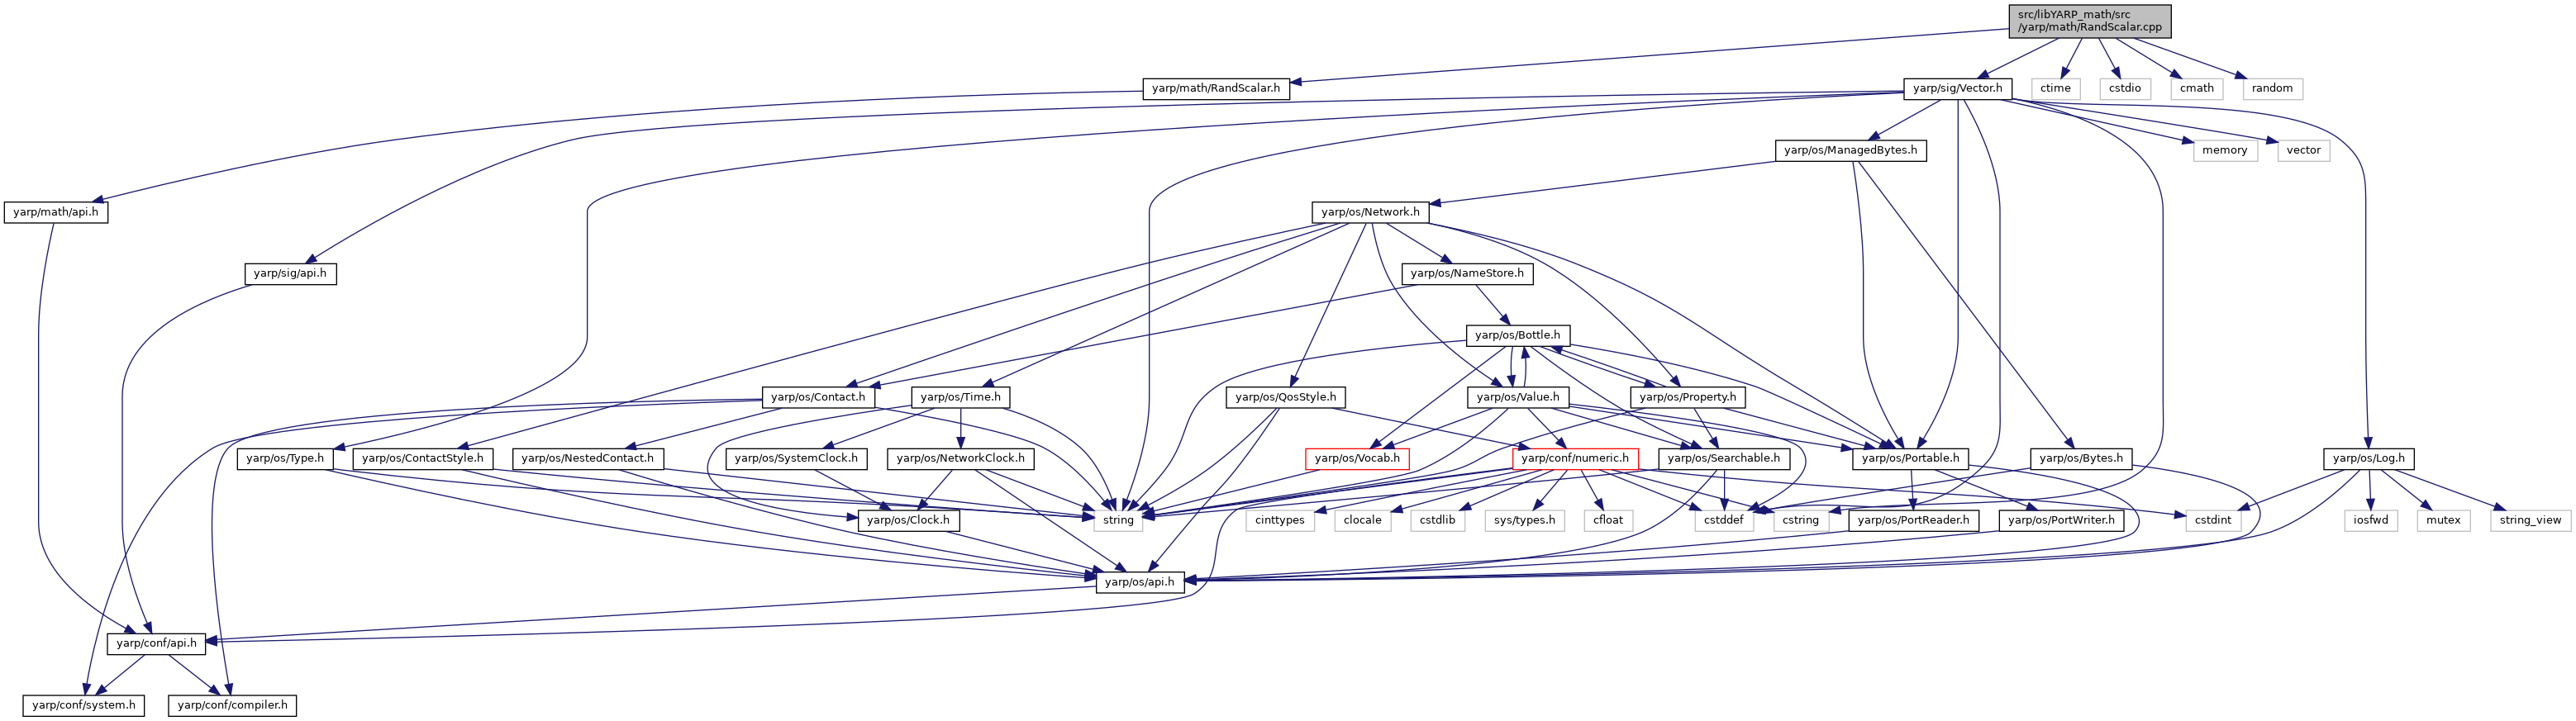 src/libYARP_math/src
/yarp/math/RandScalar.cpp
yarp/math/RandScalar.h
yarp/sig/Vector.h
ctime
cstdio
cmath
random
yarp/os/ManagedBytes.h
memory
vector
yarp/math/api.h
yarp/os/Network.h
yarp/sig/api.h
yarp/os/NameStore.h
yarp/os/Bottle.h
yarp/os/Contact.h
yarp/os/Time.h
yarp/os/QosStyle.h
yarp/os/Value.h
yarp/os/Property.h
yarp/os/Type.h
yarp/os/ContactStyle.h
yarp/os/NestedContact.h
yarp/os/SystemClock.h
yarp/os/NetworkClock.h
yarp/os/Vocab.h
yarp/conf/numeric.h
yarp/os/Searchable.h
yarp/os/Portable.h
yarp/os/Bytes.h
yarp/os/Log.h
yarp/os/Clock.h
string
cinttypes
clocale
cstdlib
sys/types.h
cfloat
cstddef
cstring
yarp/os/PortReader.h
yarp/os/PortWriter.h
cstdint
iosfwd
mutex
string_view
yarp/os/api.h
yarp/conf/api.h
yarp/conf/system.h
yarp/conf/compiler.h